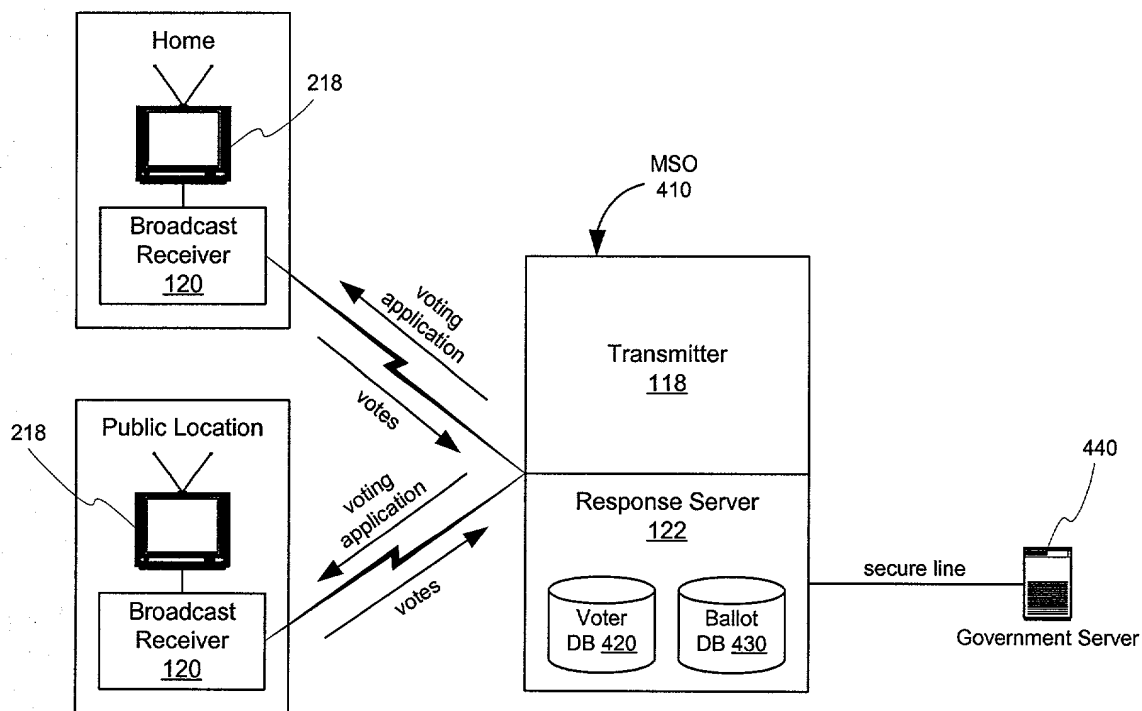 Home
218
Broadcast
Receiver
120
MSO
410
voting
application
votes
Transmitter
118
Public Location
218
voting
application
votes
Broadcast
Receiver
120
Response Server
122
Voter
DB 420
Ballot
DB 430
secure line
440
Government Server